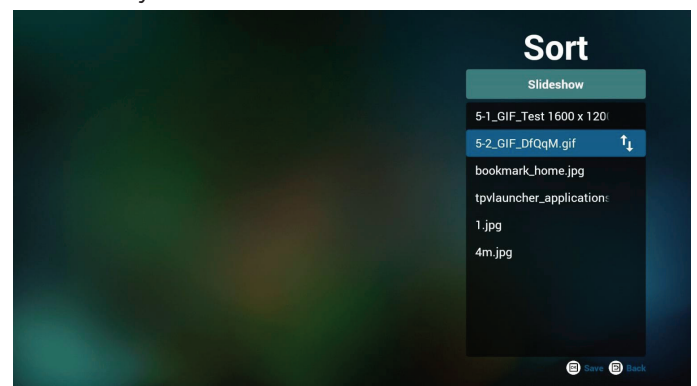 Sort
Slideshow
5-1_GIF_Test 1600 x 120
5-2_GIF_DfQqM.gif
bookmark_home.jpg
tpvlauncher_application
1.jpg
4m.jpg
Save Back